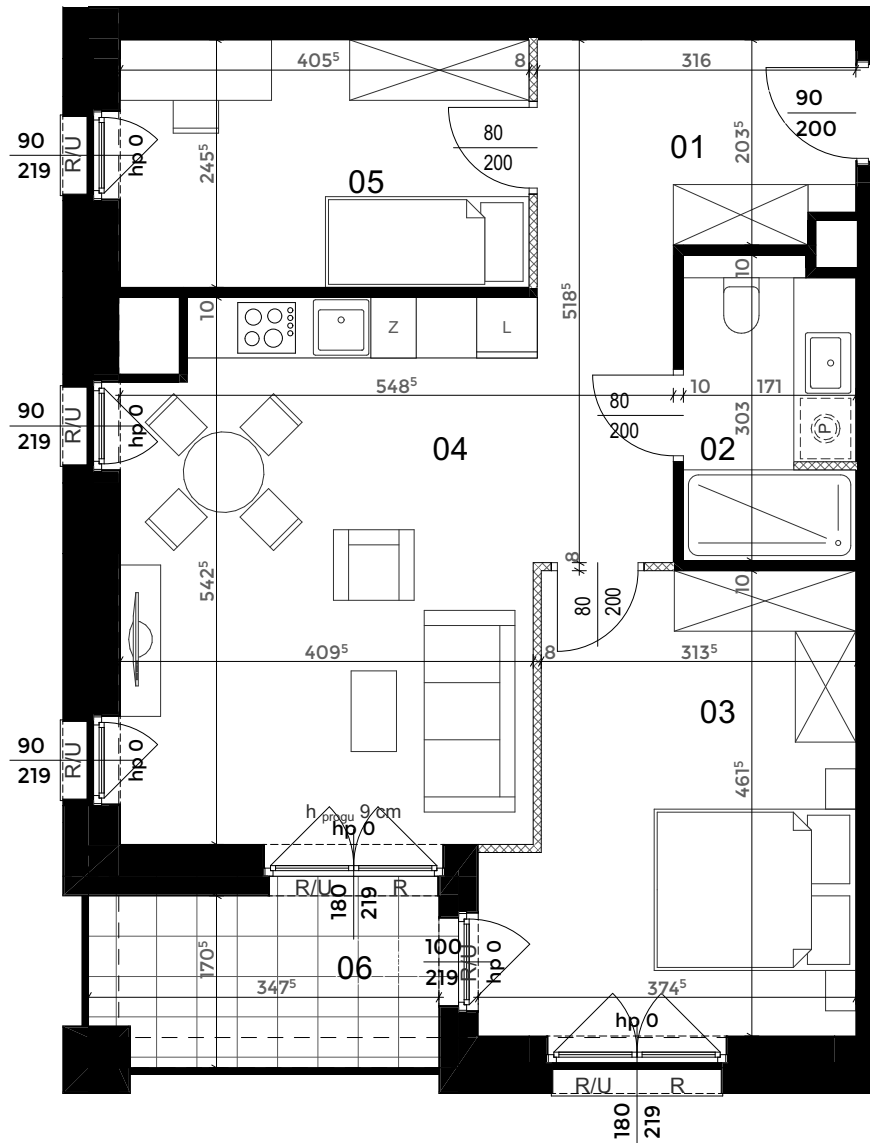 405⁵
8
316
90
200
80
200
203⁵
01
90
219
R/U
hp 0
245⁵
05
10
10
518⁵
Z
L
548⁵
10
171
90
219
R/U
hp 0
04
80
200
303
02
P
542⁵
8
80
200
10
409⁵
8
313⁵
03
90
219
R/U
hp 0
461⁵
h progu 9 cm
hp 0
R/U
R
180
219
170⁵
06
347⁵
100
219
R/U
hp 0
374⁵
hp 0
R/U
R
180
219